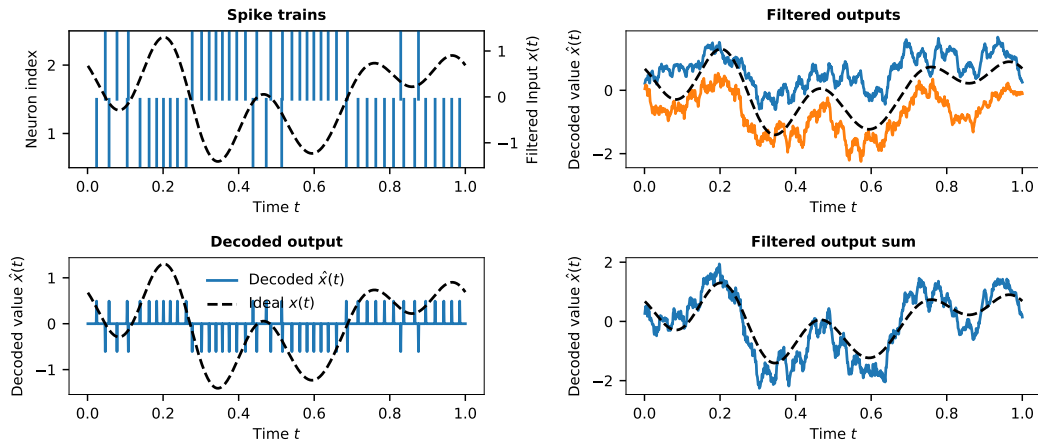 Spike trains
Neuron index
2
1
1
0
−1
Filtered Input x(t)
0.0 0.2 0.4 0.6 0.8 1.0
Time t
Filtered outputs
Decoded value x̂(t)
0
−2
0.0 0.2 0.4 0.6 0.8 1.0
Time t
Decoded output
Decoded value x̂(t)
1
0
−1
Decoded x̂(t)
Ideal x(t)
0.0 0.2 0.4 0.6 0.8 1.0
Time t
Filtered output sum
Decoded value x̂(t)
2
0
−2
0.0 0.2 0.4 0.6 0.8 1.0
Time t